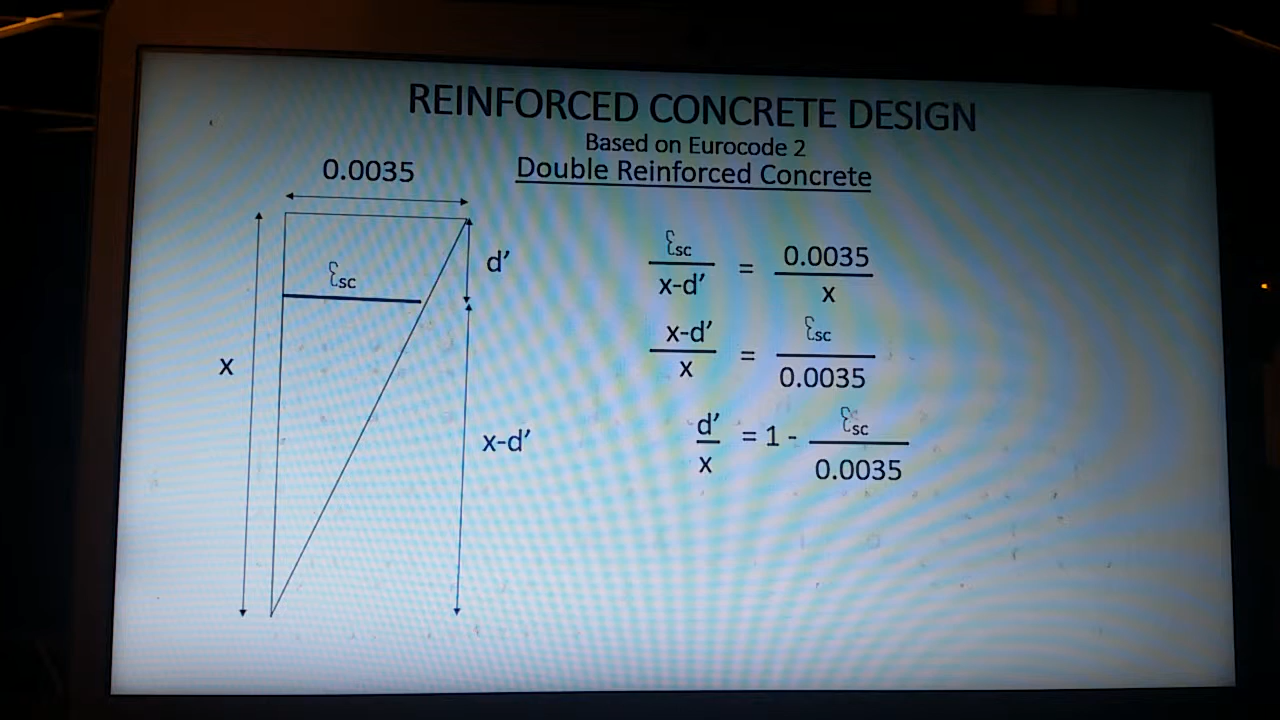 REINFORCED CONCRETE DESIGN
Based on Eurocode 2
Double Reinforced Concrete
0.0035
d’
εsc
x
x-d’
εsc / x-d’ = 0.0035 / x
x-d’ / x = εsc / 0.0035
d’ / x = 1 - εsc / 0.0035